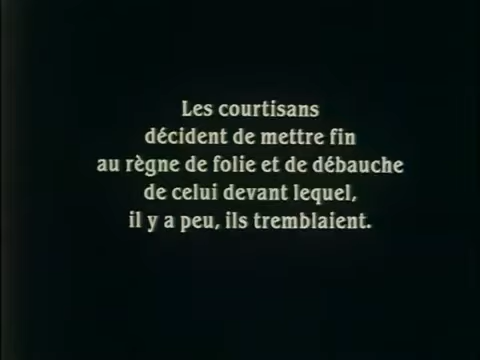 Les courtisans
décident de mettre fin
au règne de folie et de débauche
de celui devant lequel,
il y a peu, ils tremblaient.